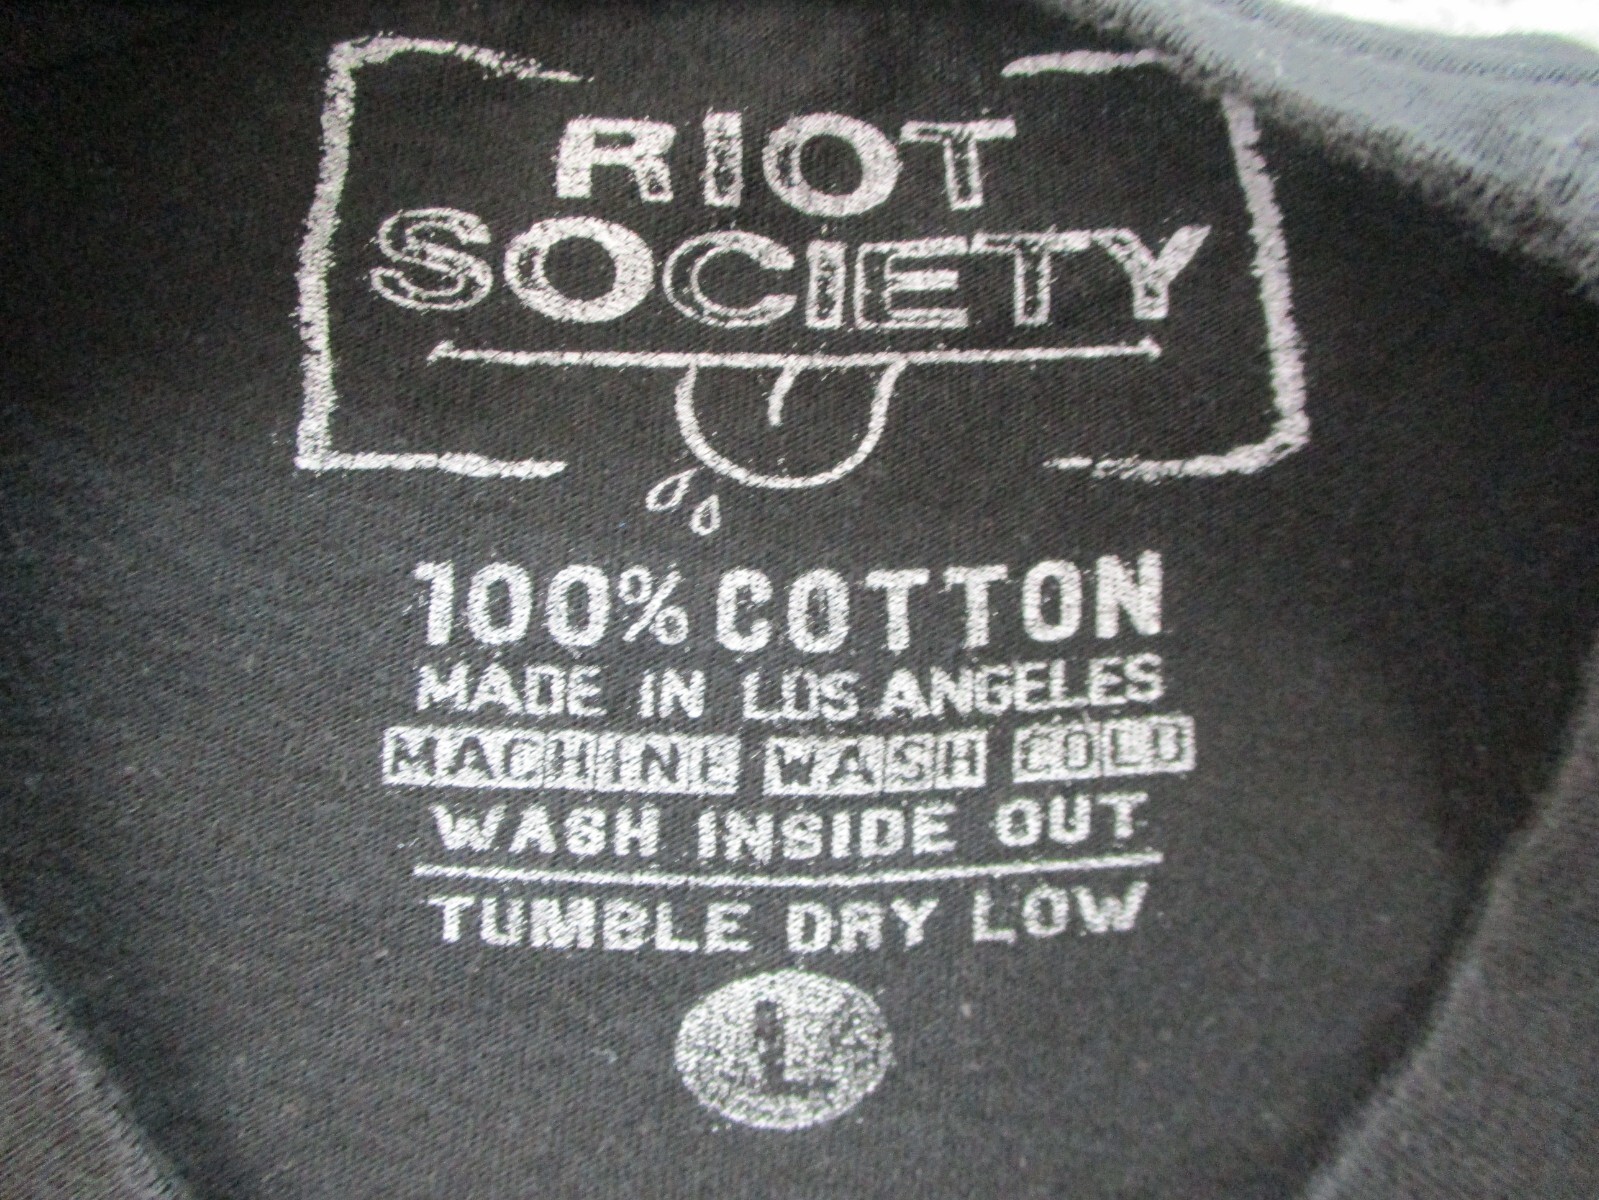 RIOT
SOCIETY
100% COTTON
MADE IN LOS ANGELES
MACHINE WASH COLD
WASH INSIDE OUT
TUMBLE DRY LOW
L